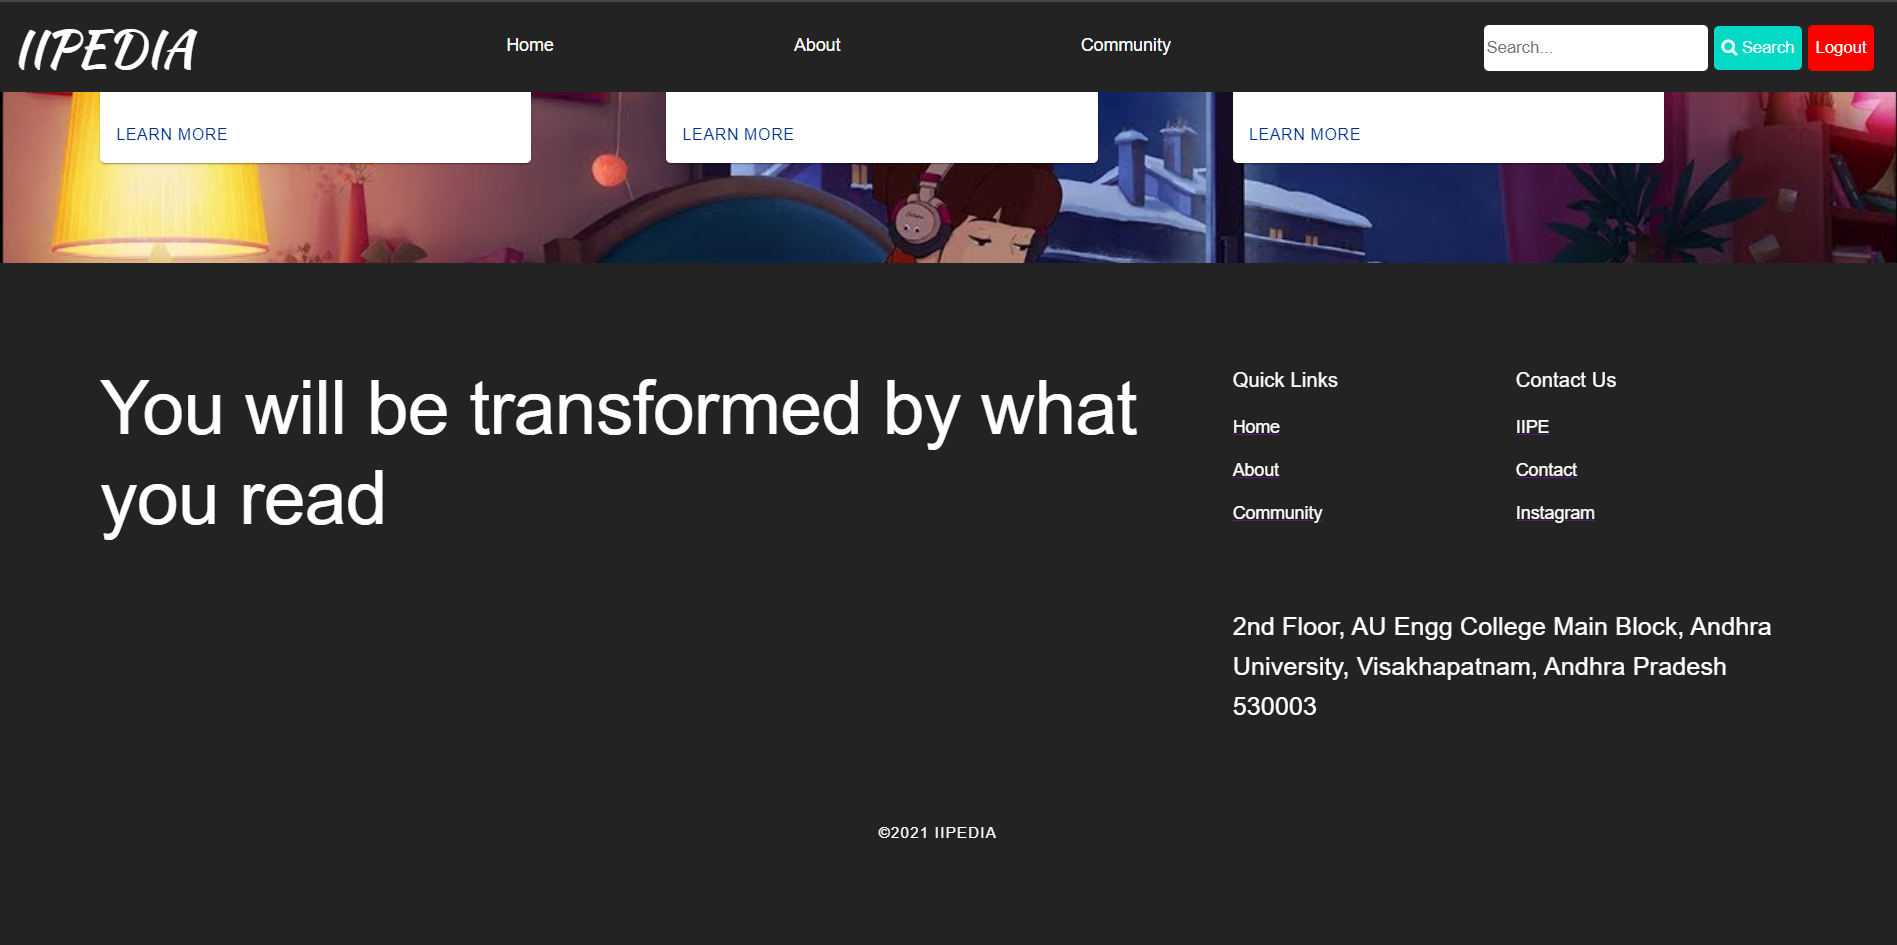 IIPEDIA
Home About Community
Search... Search Logout
LEARN MORE LEARN MORE LEARN MORE
You will be transformed by what
you read
Quick Links
Home
About
Community
Contact Us
IIPE
Contact
Instagram
2nd Floor, AU Engg College Main Block, Andhra
University, Visakhapatnam, Andhra Pradesh
530003
©2021 IIPEDIA